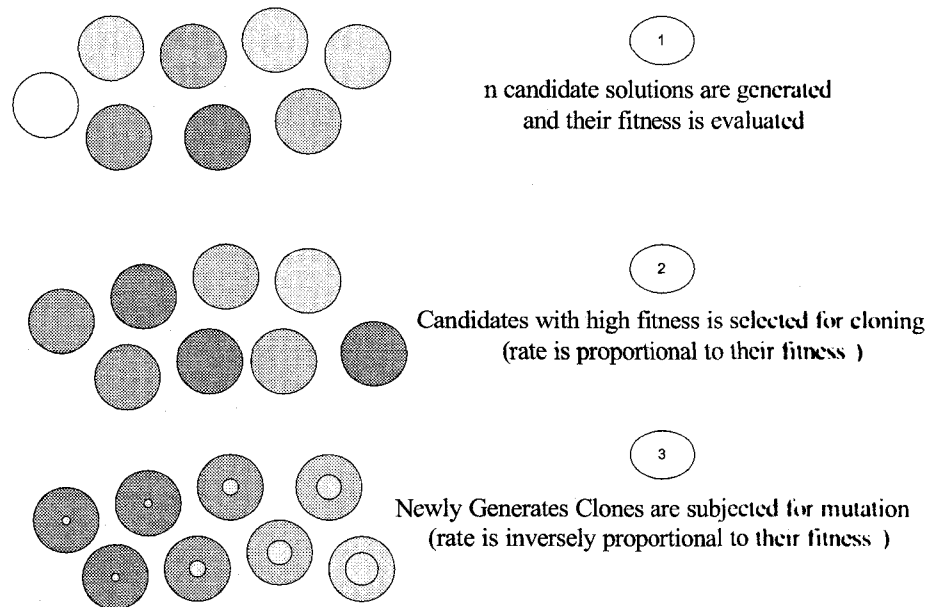 1
n candidate solutions are generated
and their fitness is evaluated
2
Candidates with high fitness is selected for cloning
(rate is proportional to their fitness )
3
Newly Generates Clones are subjected for mutation
(rate is inversely proportional to their fitness )